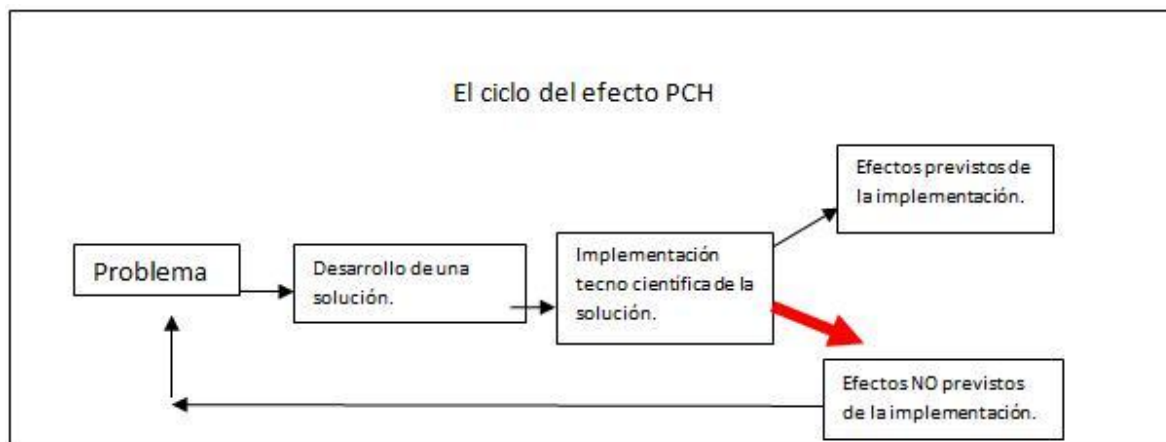 El ciclo del efecto PCH
Efectos previstos de
la implementación.
Problema
Desarrollo de una
solución.
Implementación
tecno científica de la
solución.
Efectos NO previstos
de la implementación.